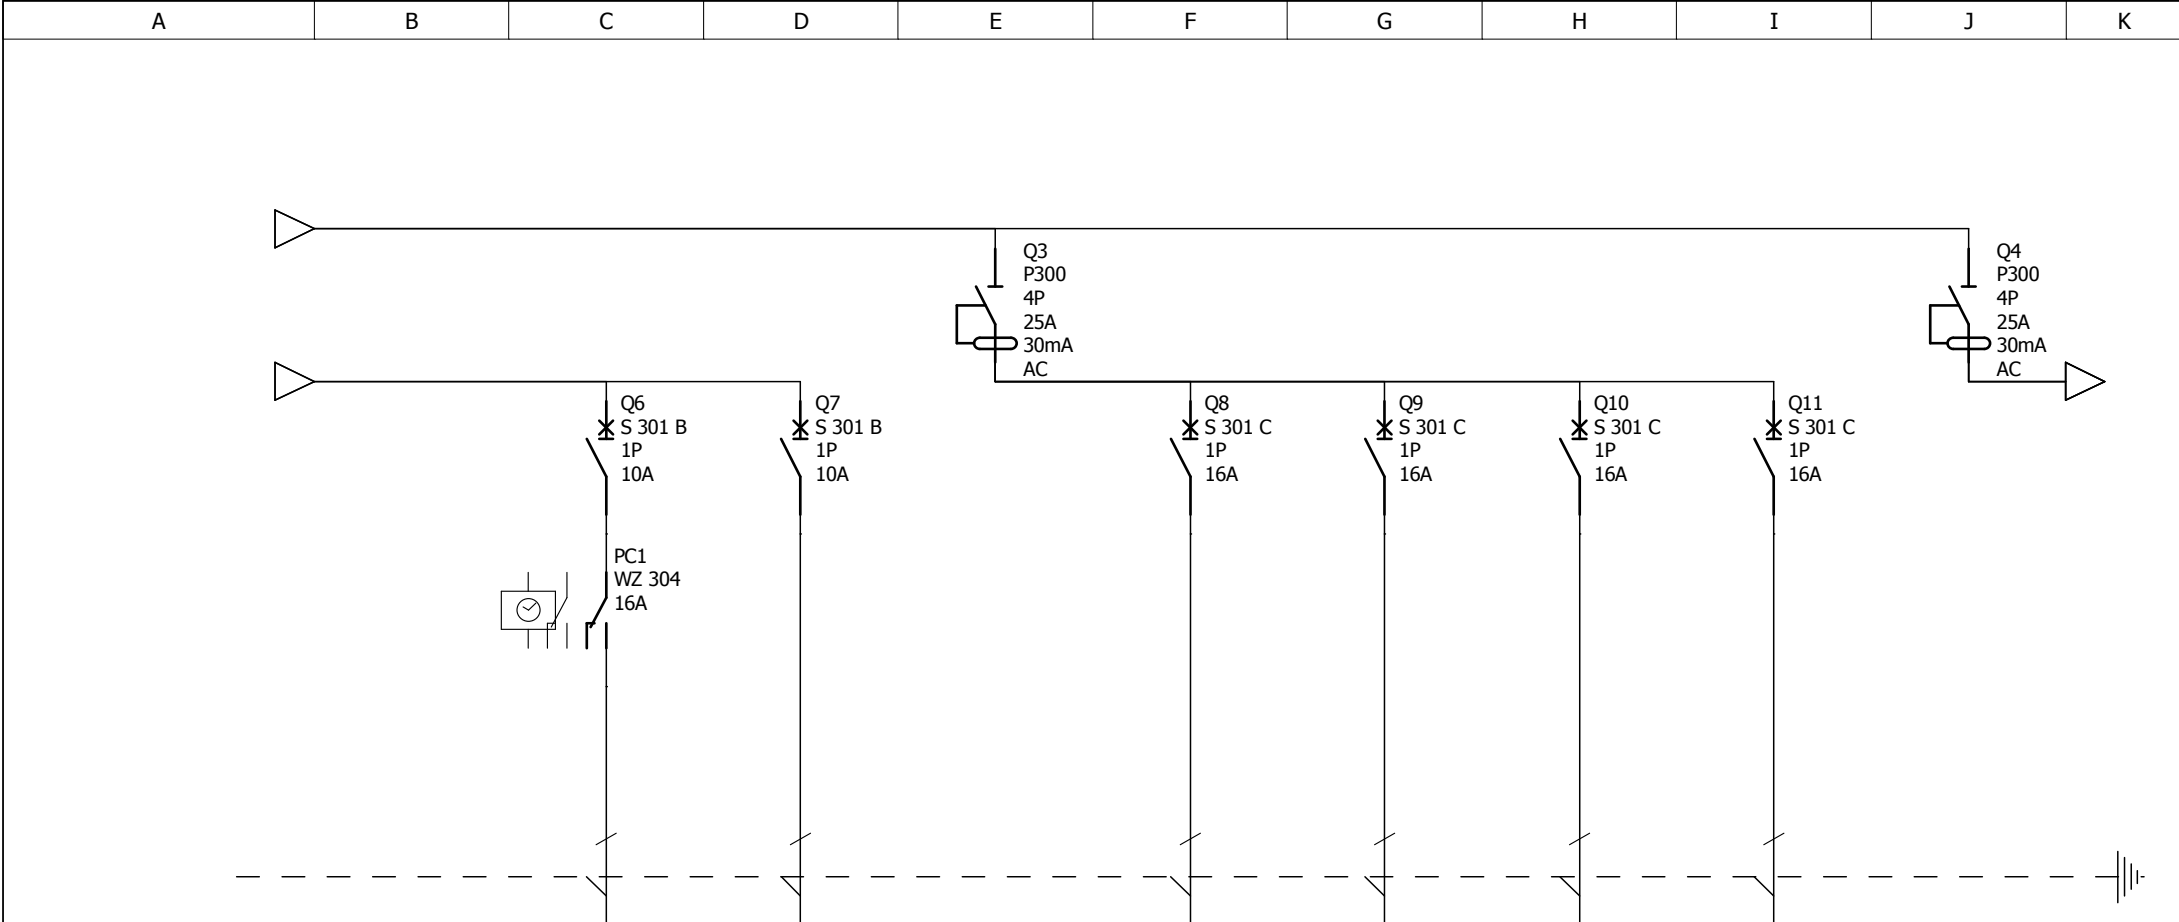 A B C D E F G H I J K
Q3
P300
4P
25A
30mA
AC
Q4
P300
4P
25A
30mA
AC
Q6
S 301 B
1P
10A
Q7
S 301 B
1P
10A
Q8
S 301 C
1P
16A
Q9
S 301 C
1P
16A
Q10
S 301 C
1P
16A
Q11
S 301 C
1P
16A
PC1
WZ 304
16A